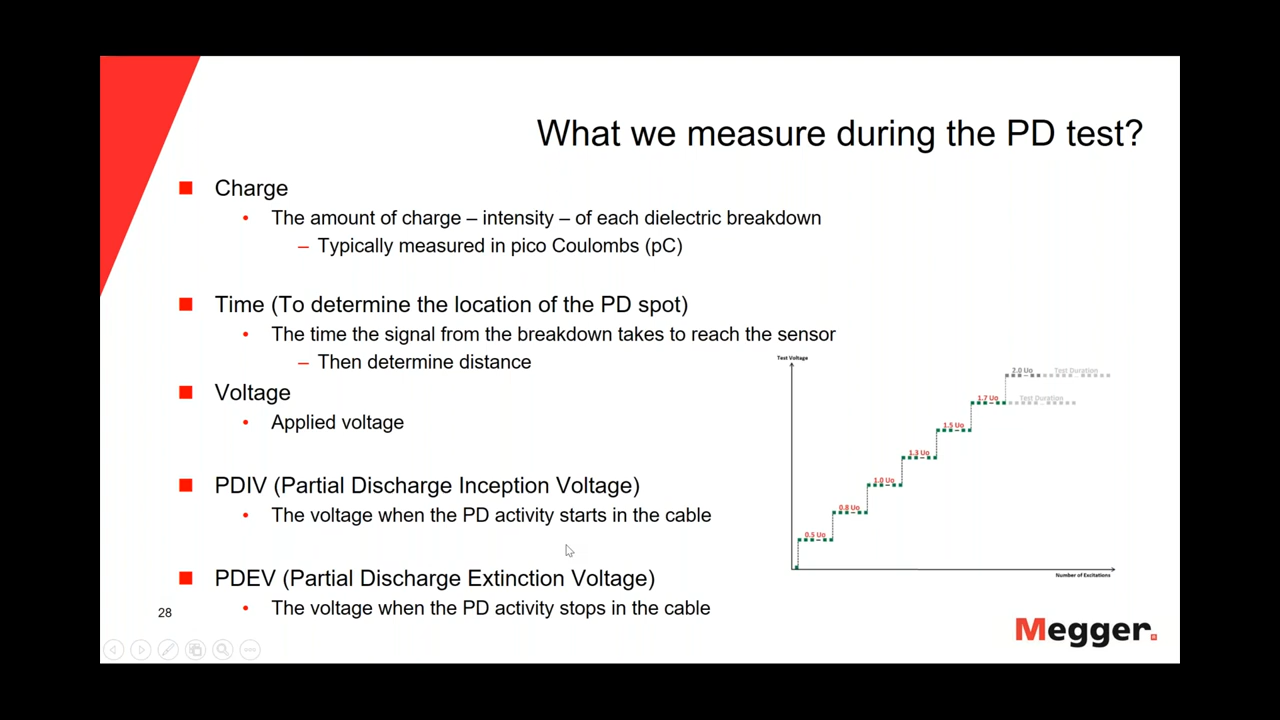 What we measure during the PD test?
Charge
The amount of charge – intensity – of each dielectric breakdown
– Typically measured in pico Coulombs (pC)
Time (To determine the location of the PD spot)
The time the signal from the breakdown takes to reach the sensor
– Then determine distance
Voltage
Applied voltage
PDIV (Partial Discharge Inception Voltage)
The voltage when the PD activity starts in the cable
PDEV (Partial Discharge Extinction Voltage)
The voltage when the PD activity stops in the cable
Test Voltage
2.0 Uo Test Duration
1.7 Uo Test Duration
1.5 Uo
1.3 Uo
1.0 Uo
0.8 Uo
0.5 Uo
Number of Excitations
28
Megger.